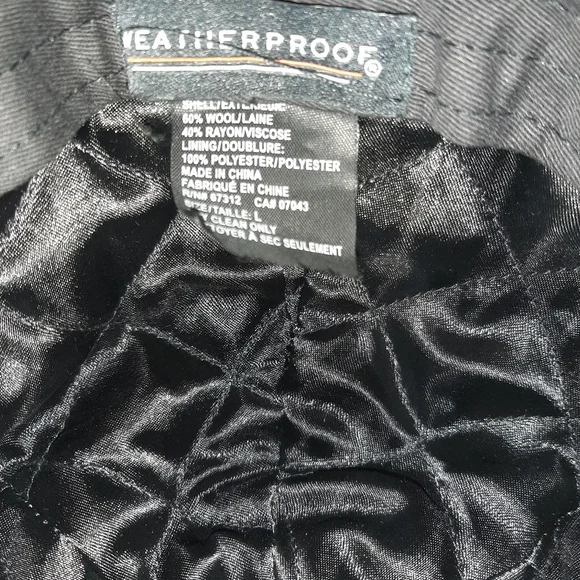 WEATHERPROOF®
SHELL/EXTERIEUR:
60% WOOL/LAINE
40% RAYON/VISCOSE
LINING/DOUBLURE:
100% POLYESTER/POLYESTER
MADE IN CHINA
FABRIQUÉ EN CHINE
RN# 67312 CA# 07043
SIZE/TAILLE: L
CLEAN ONLY
À SEC SEULEMENT